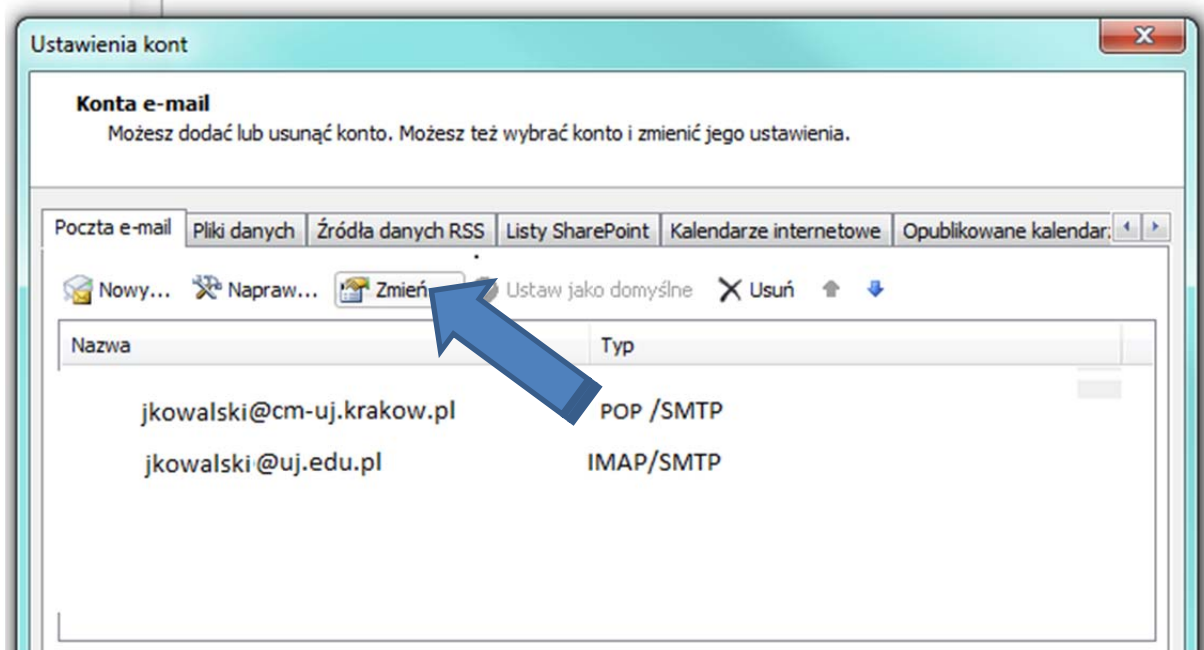 Ustawienia kont
Konta e-mail
Możesz dodać lub usunąć konto. Możesz też wybrać konto i zmienić jego ustawienia.
Poczta e-mail Pliki danych Źródła danych RSS Listy SharePoint Kalendarze internetowe Opublikowane
Nowy... Napraw... Zmień Ustaw jako domyślne Usuń
Nazwa Typ
jkowalski@cm-uj.krakow.pl POP /SMTP
jkowalski@uj.edu.pl IMAP/SMTP